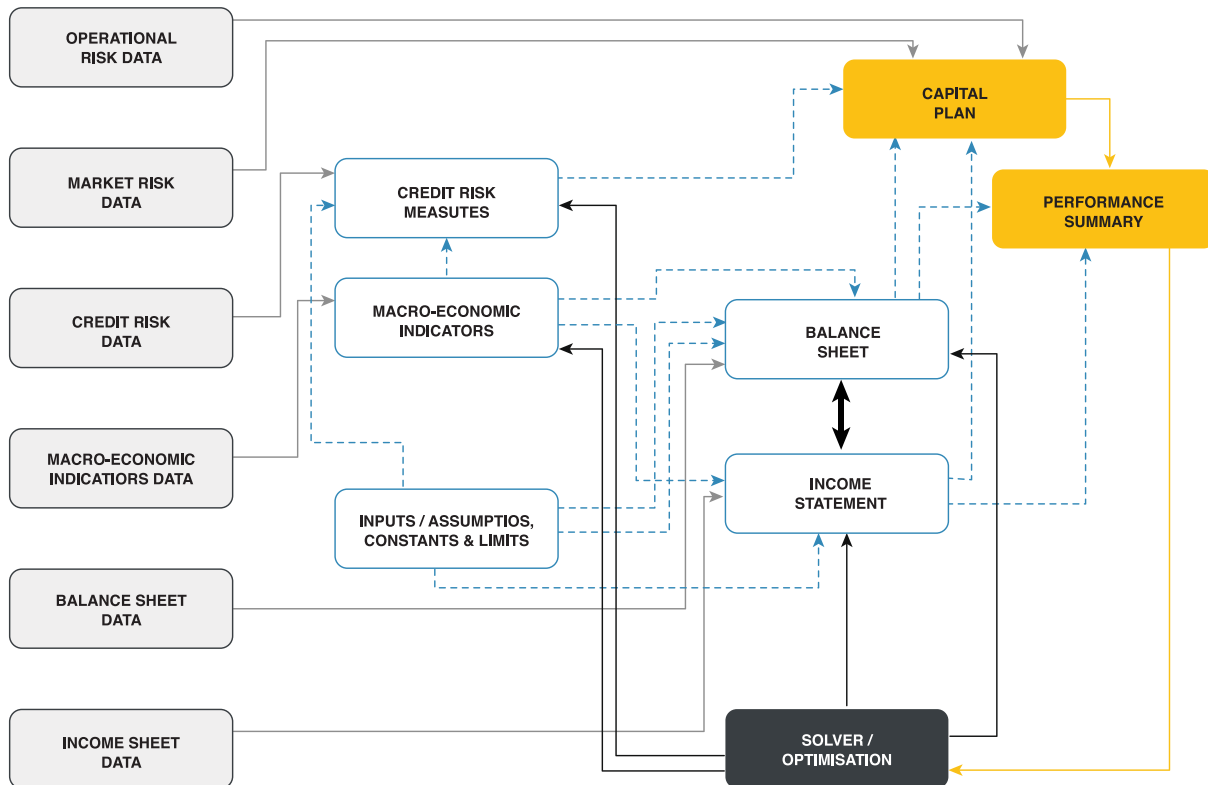 OPERATIONAL
RISK DATA
CAPITAL
PLAN
MARKET RISK
DATA
CREDIT RISK
MEASUTES
PERFORMANCE
SUMMARY
CREDIT RISK
DATA
MACRO-ECONOMIC
INDICATORS
BALANCE
SHEET
MACRO-ECONOMIC
INDICATIORS DATA
INPUTS / ASSUMPTIOS,
CONSTANTS & LIMITS
INCOME
STATEMENT
BALANCE SHEET
DATA
INCOME SHEET
DATA
SOLVER /
OPTIMISATION